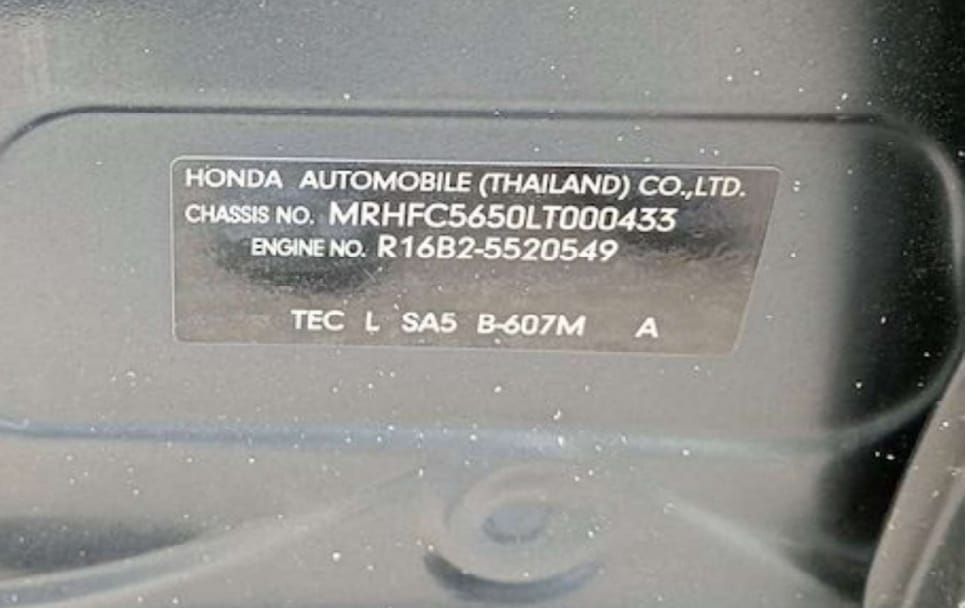 HONDA AUTOMOBILE (THAILAND) CO.,LTD.
CHASSIS NO. MRHFC5650LT000433
ENGINE NO. R16B2-5520549
TEC L SA5 B-607M A